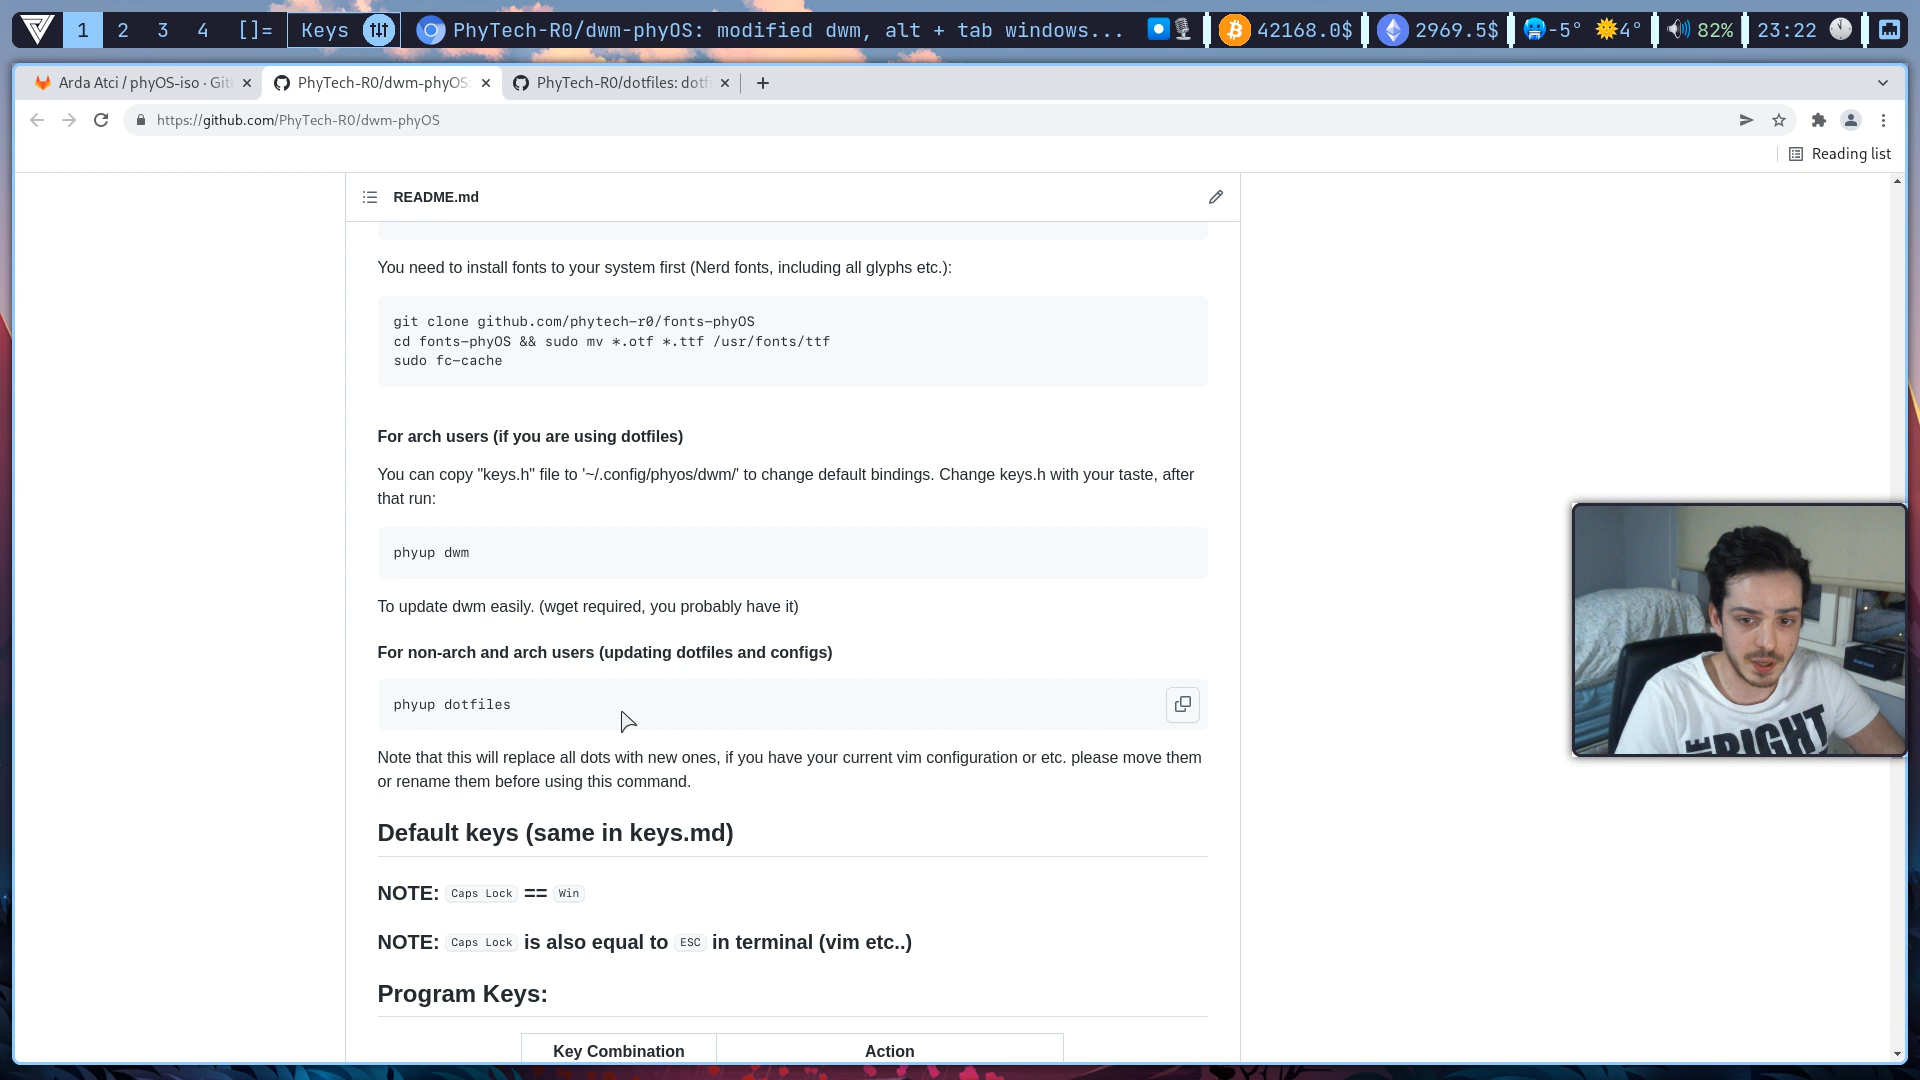 1 2 3 4 []= Keys PhyTech-R0/dwm-phyOS: modified dwm, alt + tab windows... 42168.0$ 2969.5$ -5° 4° 82% 23:22
Arda Atci / phyOS-iso · Git PhyTech-R0/dwm-phyOS: PhyTech-R0/dotfiles: dotf
https://github.com/PhyTech-R0/dwm-phyOS
Reading list
README.md
You need to install fonts to your system first (Nerd fonts, including all glyphs etc.):
git clone github.com/phytech-r0/fonts-phyOS
cd fonts-phyOS && sudo mv *.otf *.ttf /usr/fonts/ttf
sudo fc-cache
For arch users (if you are using dotfiles)
You can copy "keys.h" file to '~/.config/phyos/dwm/' to change default bindings. Change keys.h with your taste, after
that run:
phyup dwm
To update dwm easily. (wget required, you probably have it)
For non-arch and arch users (updating dotfiles and configs)
phyup dotfiles
Note that this will replace all dots with new ones, if you have your current vim configuration or etc. please move them
or rename them before using this command.
Default keys (same in keys.md)
NOTE: Caps Lock == Win
NOTE: Caps Lock is also equal to ESC in terminal (vim etc..)
Program Keys:
Key Combination Action
RIGHT